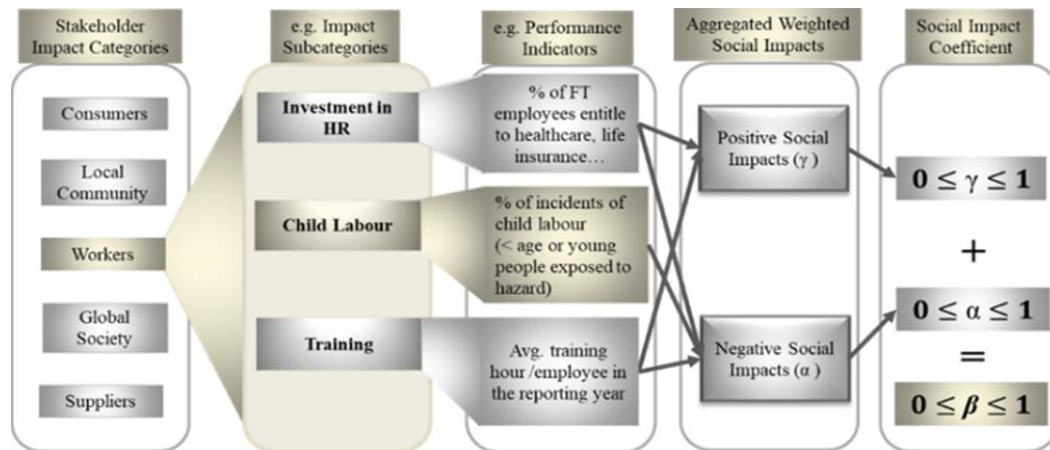 Stakeholder
Impact Categories
Consumers
Local
Community
Workers
Global
Society
Suppliers
e.g. Impact
Subcategories
Investment in
HR
Child Labour
Training
e.g. Performance
Indicators
% of FT
employees entitle
to healthcare, life
insurance…
% of incidents of
child labour
(< age or young
people exposed to
hazard)
Avg. training
hour /employee in
the reporting year
Aggregated Weighted
Social Impacts
Positive Social
Impacts (γ )
Negative Social
Impacts (α )
Social Impact
Coefficient
0 ≤ γ ≤ 1
+
0 ≤ α ≤ 1
=
0 ≤ β ≤ 1